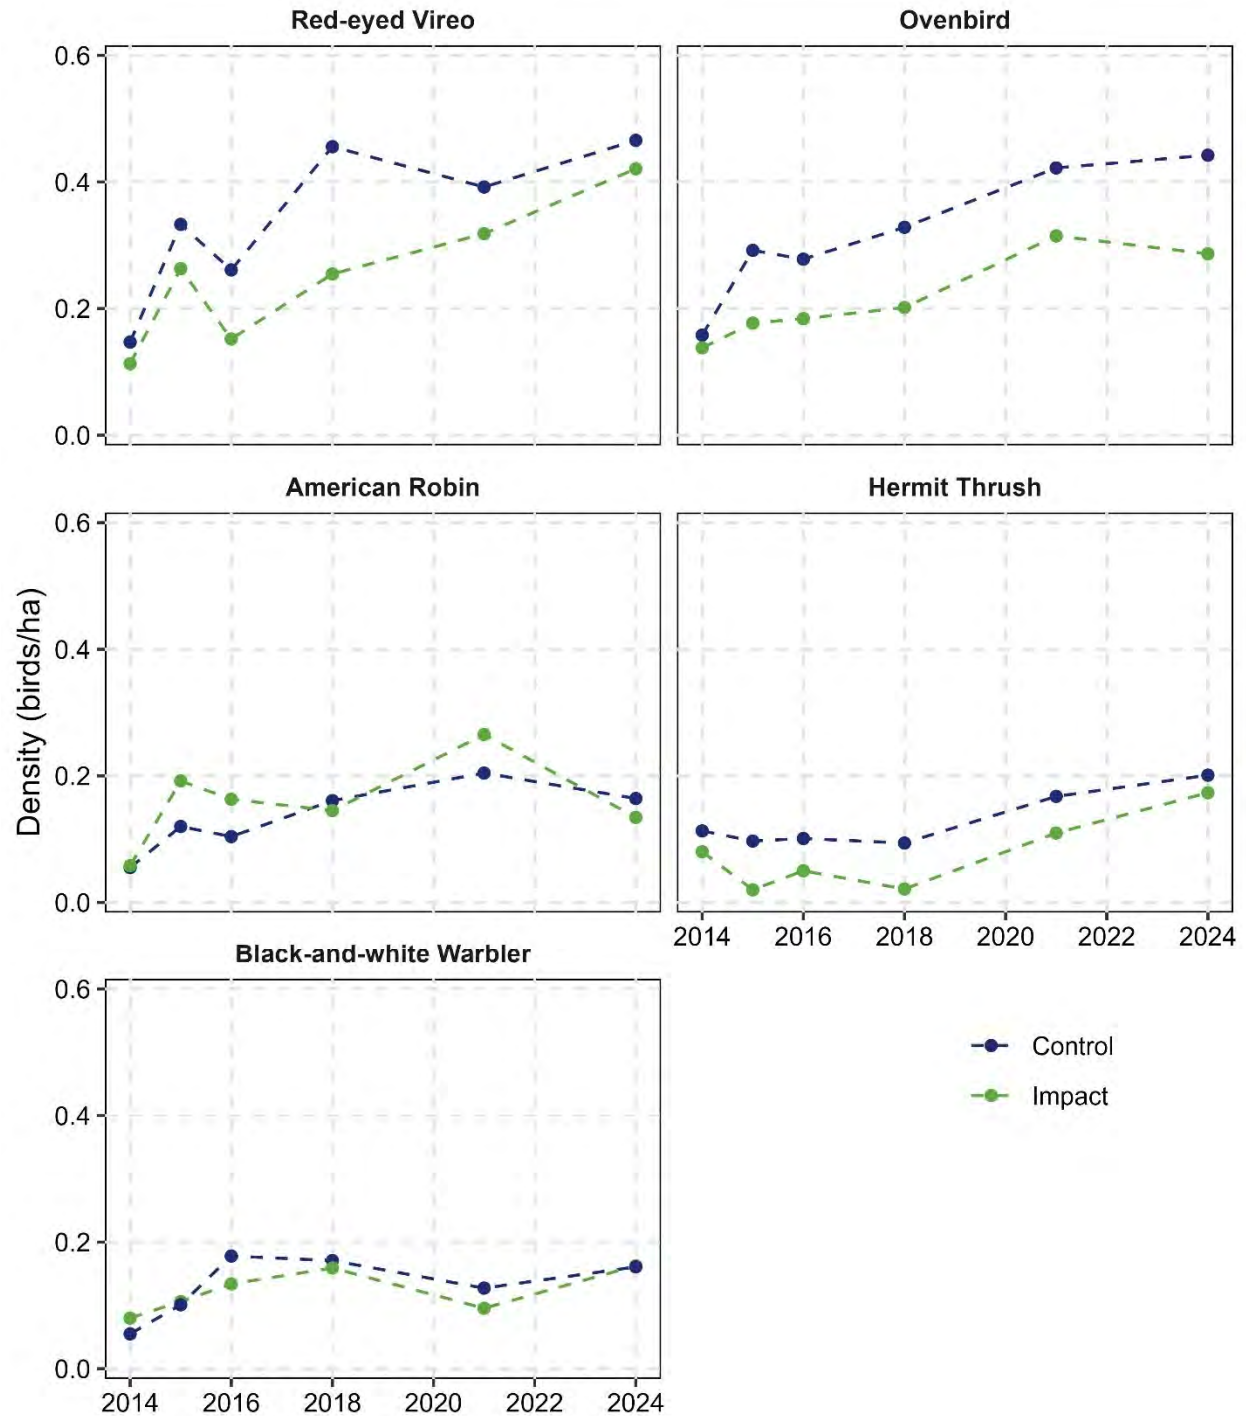 Red-eyed Vireo
Ovenbird
0.6
0.4
0.2
0.0
American Robin
Hermit Thrush
Density (birds/ha)
0.6
0.4
0.2
0.0
2014 2016 2018 2020 2022 2024
Black-and-white Warbler
0.6
0.4
0.2
0.0
2014 2016 2018 2020 2022 2024
Control
Impact